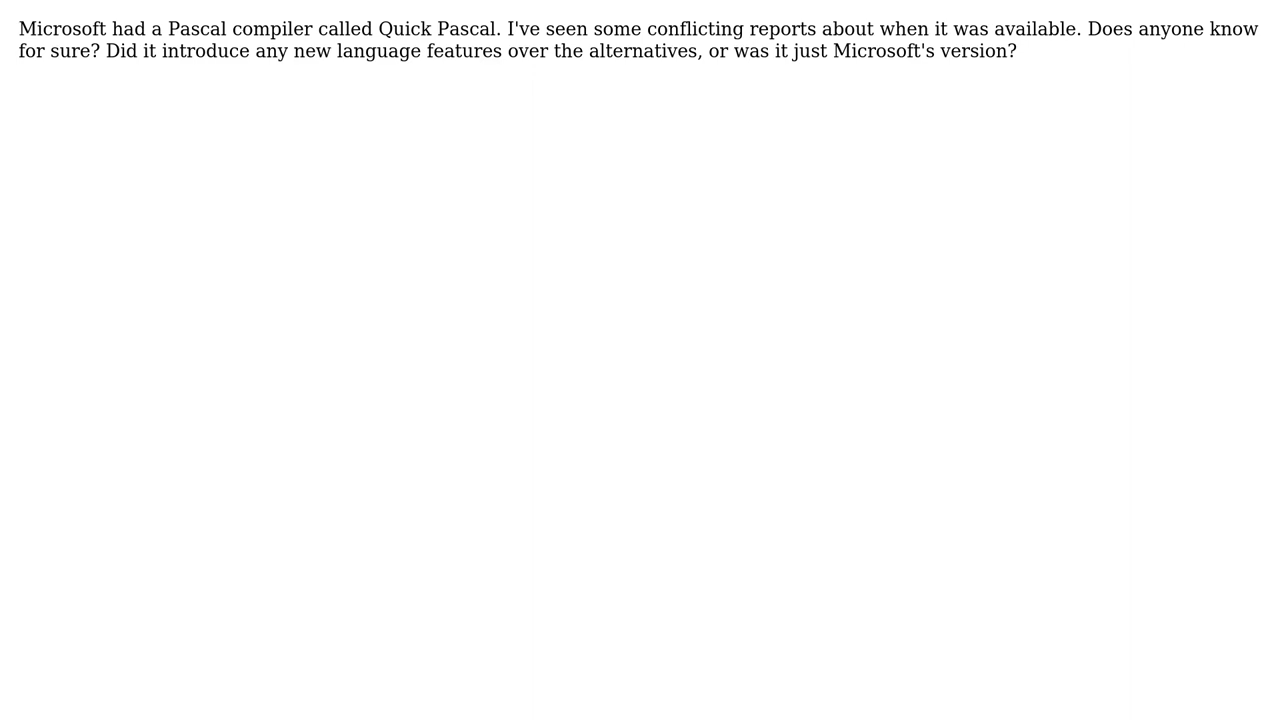 Microsoft had a Pascal compiler called Quick Pascal. I've seen some conflicting reports about when it was available. Does anyone know
for sure? Did it introduce any new language features over the alternatives, or was it just Microsoft's version?